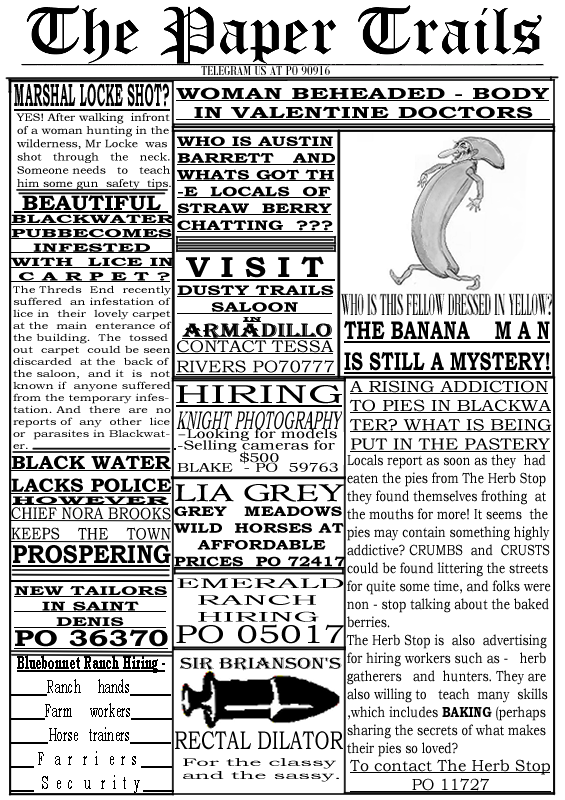 The Paper Trails
TELEGRAM US AT PO 90916
MARSHAL LOCKE SHOT?
YES! After walking infront
of a woman hunting in the
wilderness, Mr Locke was
shot through the neck.
Someone needs to teach
him some gun safety tips.
BEAUTIFUL
BLACKWATER
PUBBECOMES
INFESTED
WITH LICE IN
CARPET?
The Threds End recently
suffered an infestation of
lice in their lovely carpet
at the main enterance of
the building. The tossed
out carpet could be seen
discarded at the back of
the saloon, and it is not
known if anyone suffered
from the temporary infes-
tation. And there are no
reports of any other lice
or parasites in Blackwat-
er.
BLACK WATER
LACKS POLICE
HOWEVER
CHIEF NORA BROOKS
KEEPS THE TOWN
PROSPERING
NEW TAILORS
IN SAINT
DENIS
PO 36370
Bluebonnet Ranch Hiring -
Ranch hands
Farm workers
Horse trainers
Farriers
Security
WOMAN BEHEADED - BODY
IN VALENTINE DOCTORS
WHO IS AUSTIN
BARRETT AND
WHATS GOT TH
-E LOCALS OF
STRAW BERRY
CHATTING ???
VISIT
DUSTY TRAILS
SALOON
IN
ARMADILLO
CONTACT TESSA
RIVERS PO70777
HIRING
KNIGHT PHOTOGRAPHY
-Looking for models
-Selling cameras for
$500
BLAKE - PO 59763
LIA GREY
GREY MEADOWS
WILD HORSES AT
AFFORDABLE
PRICES PO 72417
EMERALD
RANCH
HIRING
PO 05017
SIR BRIANSON'S
RECTAL DILATOR
For the classy
and the sassy.
WHO IS THIS FELLOW DRESSED IN YELLOW?
THE BANANA MAN
IS STILL A MYSTERY!
A RISING ADDICTION
TO PIES IN BLACKWA
TER? WHAT IS BEING
PUT IN THE PASTERY
Locals report as soon as they had
eaten the pies from The Herb Stop
they found themselves frothing at
the mouths for more! It seems the
pies may contain something highly
addictive? CRUMBS and CRUSTS
could be found littering the streets
for quite some time, and folks were
non - stop talking about the baked
berries.
The Herb Stop is also advertising
for hiring workers such as - herb
gatherers and hunters. They are
also willing to teach many skills
,which includes BAKING (perhaps
sharing the secrets of what makes
their pies so loved?
To contact The Herb Stop
PO 11727